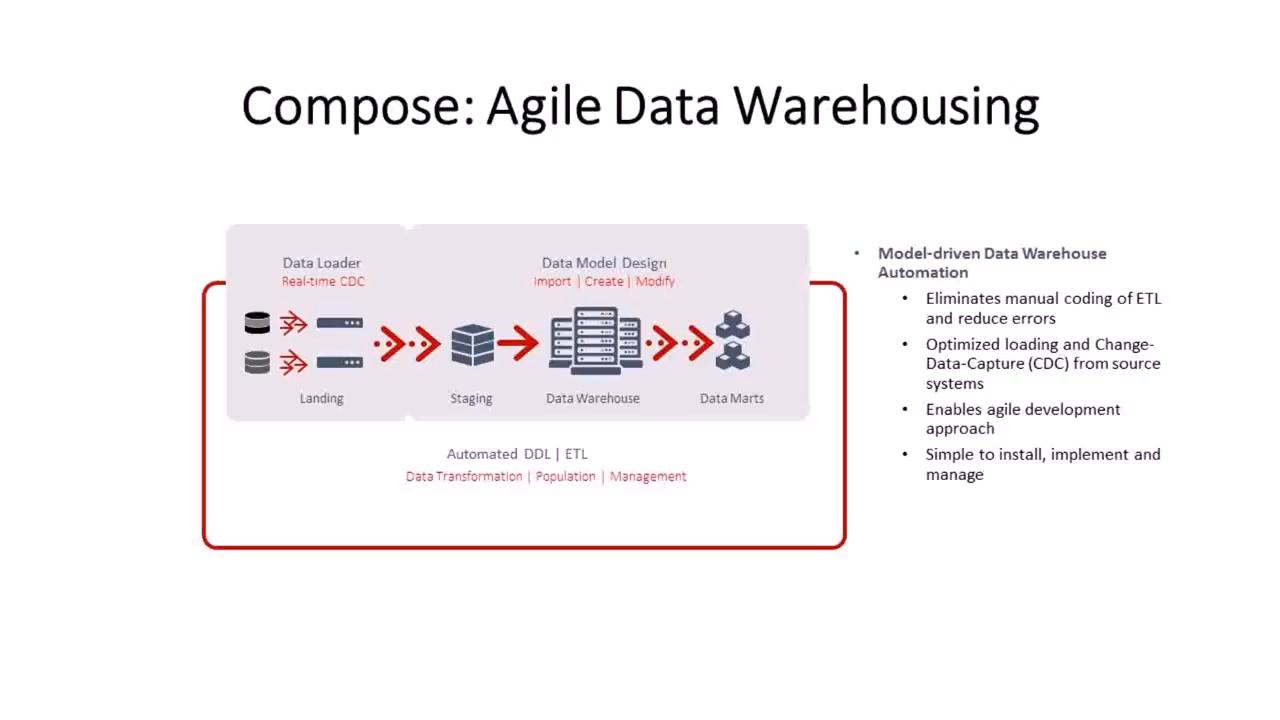 Compose: Agile Data Warehousing
Data Loader
Real-time CDC
Data Model Design
Import | Create | Modify
Landing
Staging
Data Warehouse
Data Marts
Automated DDL | ETL
Data Transformation | Population | Management
• Model-driven Data Warehouse
Automation
• Eliminates manual coding of ETL
and reduce errors
• Optimized loading and Change-
Data-Capture (CDC) from source
systems
• Enables agile development
approach
• Simple to install, implement and
manage